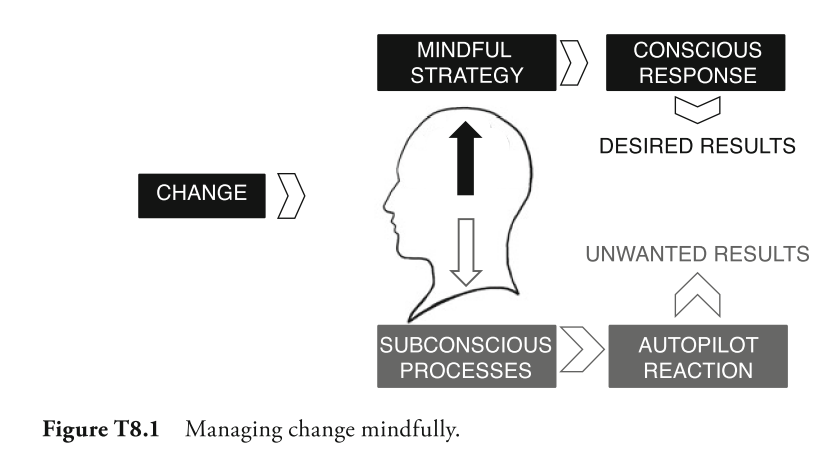 MINDFUL
STRATEGY
CONSCIOUS
RESPONSE
DESIRED RESULTS
CHANGE
UNWANTED RESULTS
SUBCONSCIOUS
PROCESSES
AUTOPILOT
REACTION
Figure T8.1 Managing change mindfully.